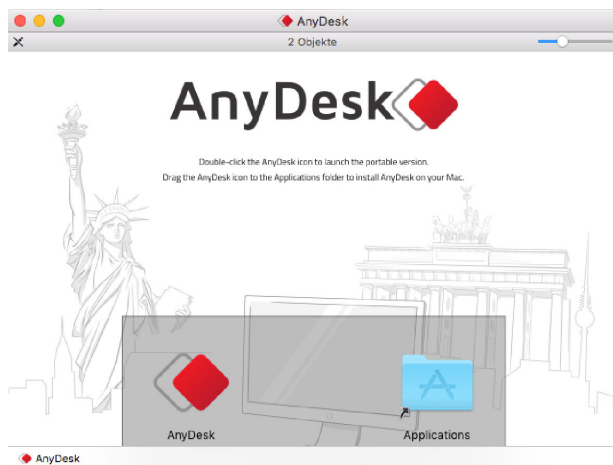 AnyDesk
2 Objekte
AnyDesk
Double-click the AnyDesk icon to launch the portable version.
Drag the AnyDesk icon to the Applications folder to install AnyDesk on your Mac.
AnyDesk
Applications
AnyDesk